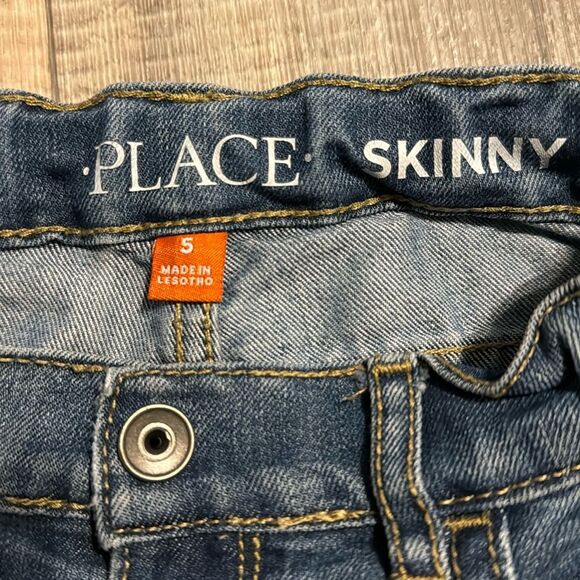 ·PLACE· SKINNY
5
MADE IN
LESOTHO